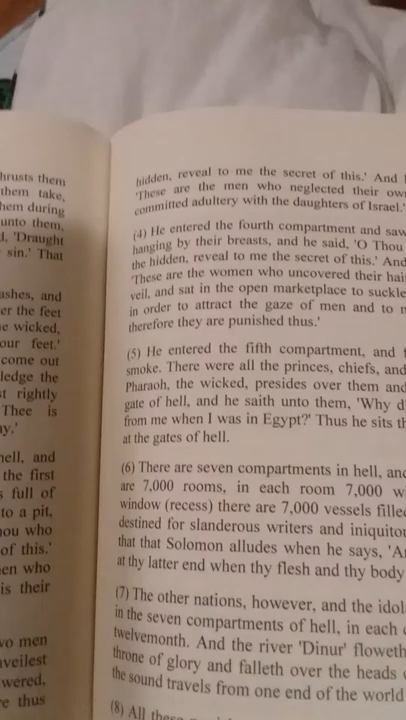 hrusts them
them take,
hem during
unto them,
d, 'Draught
sin.' That
ashes, and
er the feet
e wicked,
our feet.'
come out
ledge the
t rightly
Thee is
ay.'
hell, and
the first
s full of
to a pit,
hou who
of this.'
en who
is their
wo men
nveilest
wered,
re thus
hidden, reveal to me the secret of this.' And
'These are the men who neglected their own
committed adultery with the daughters of Israel.'
(4) He entered the fourth compartment and saw
hanging by their breasts, and he said, 'O Thou
the hidden, reveal to me the secret of this.' And
'These are the women who uncovered their hai
veil, and sat in the open marketplace to suckle
in order to attract the gaze of men and to m
therefore they are punished thus.'
(5) He entered the fifth compartment, and f
smoke. There were all the princes, chiefs, and
Pharaoh, the wicked, presides over them and
gate of hell, and he saith unto them, 'Why d
from me when I was in Egypt?' Thus he sits th
at the gates of hell.
(6) There are seven compartments in hell, and
are 7,000 rooms, in each room 7,000 w
window (recess) there are 7,000 vessels filled
destined for slanderous writers and iniquitou
that that Solomon alludes when he says, 'An
at thy latter end when thy flesh and thy body
(7) The other nations, however, and the idol
in the seven compartments of hell, in each c
twelvemonth. And the river 'Dinur' floweth
throne of glory and falleth over the heads o
the sound travels from one end of the world
(8) All these